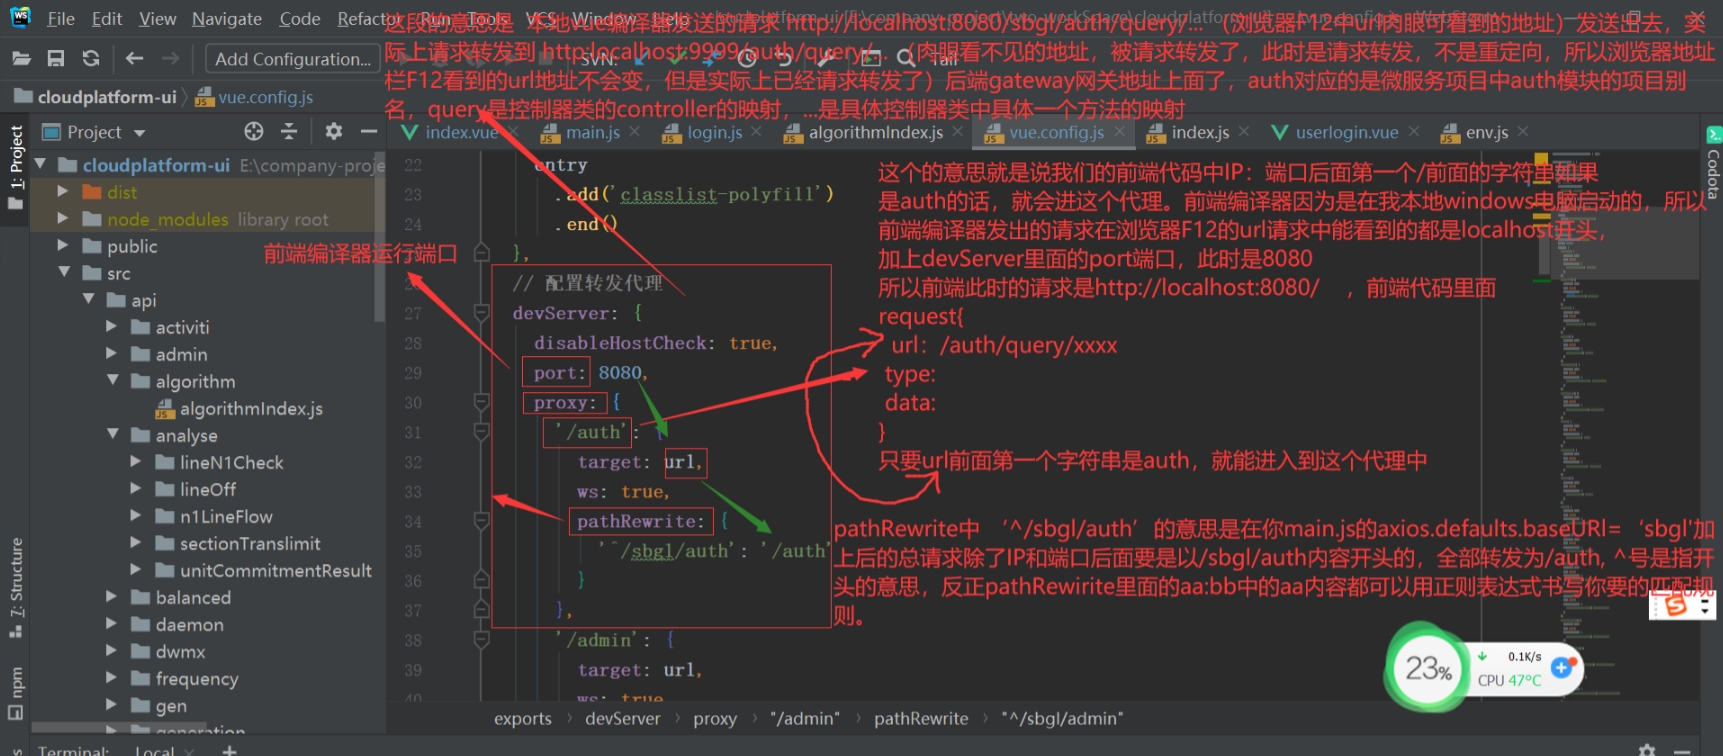 File Edit View Navigate Code Refactor Run Tools VCS Window Help
这段的意思是 本地vue编译器发送的请求 http://localhost:8080/sbgl/auth/query/... （浏览器F12中url肉眼可看到的地址）发送出去，实
际上请求转发到 http:localhost:9999/auth/query/... （肉眼看不见的地址，被请求转发了，此时是请求转发，不是重定向，所以浏览器地址
栏F12看到的url地址不会变，但是实际上已经请求转发了）后端gateway网关地址上面了，auth对应的是微服务项目中auth模块的项目别
名，query是控制器类的controller的映射，...是具体控制器类中具体一个方法的映射
Add Configuration...
SVN:
cloudplatform-ui
vue.config.js
Project
index.vue
main.js
login.js
algorithmIndex.js
vue.config.js
index.js
userlogin.vue
env.js
1: Project
7: Structure
npm
Codota
cloudplatform-ui E:\company-proje
dist
node_modules library root
public
src
api
activiti
admin
algorithm
algorithmIndex.js
analyse
lineN1Check
lineOff
n1LineFlow
sectionTranslimit
unitCommitmentResult
balanced
daemon
dwmx
frequency
gen
generation
前端编译器运行端口
22 entry
23 .add('classlist-polyfill')
24 .end()
},
// 配置转发代理
27 devServer: {
28 disableHostCheck: true,
29 port: 8080,
30 proxy: {
31 '/auth': {
32 target: url,
33 ws: true,
34 pathRewrite: {
35 '^/sbgl/auth': '/auth'
36 }
37 },
38 '/admin': {
39 target: url,
40 ws: true
这个的意思就是说我们的前端代码中IP：端口后面第一个/前面的字符串如果
是auth的话，就会进这个代理。前端编译器因为是在我本地windows电脑启动的，所以
前端编译器发出的请求在浏览器F12的url请求中能看到的都是localhost开头，
加上devServer里面的port端口，此时是8080
所以前端此时的请求是http://localhost:8080/ ，前端代码里面
request{
url：/auth/query/xxxx
type:
data:
}
只要url前面第一个字符串是auth，就能进入到这个代理中
pathRewrite中 ‘^/sbgl/auth’ 的意思是在你main.js的axios.defaults.baseURl=‘sbgl'加
上后的总请求除了IP和端口后面要是以/sbgl/auth内容开头的，全部转发为/auth, ^号是指开
头的意思，反正pathRewirite里面的aa:bb中的aa内容都可以用正则表达式书写你要的匹配规
则。
23%
0.1K/s
CPU 47°C
exports devServer proxy "/admin" pathRewrite "^/sbgl/admin"
Terminal: Local